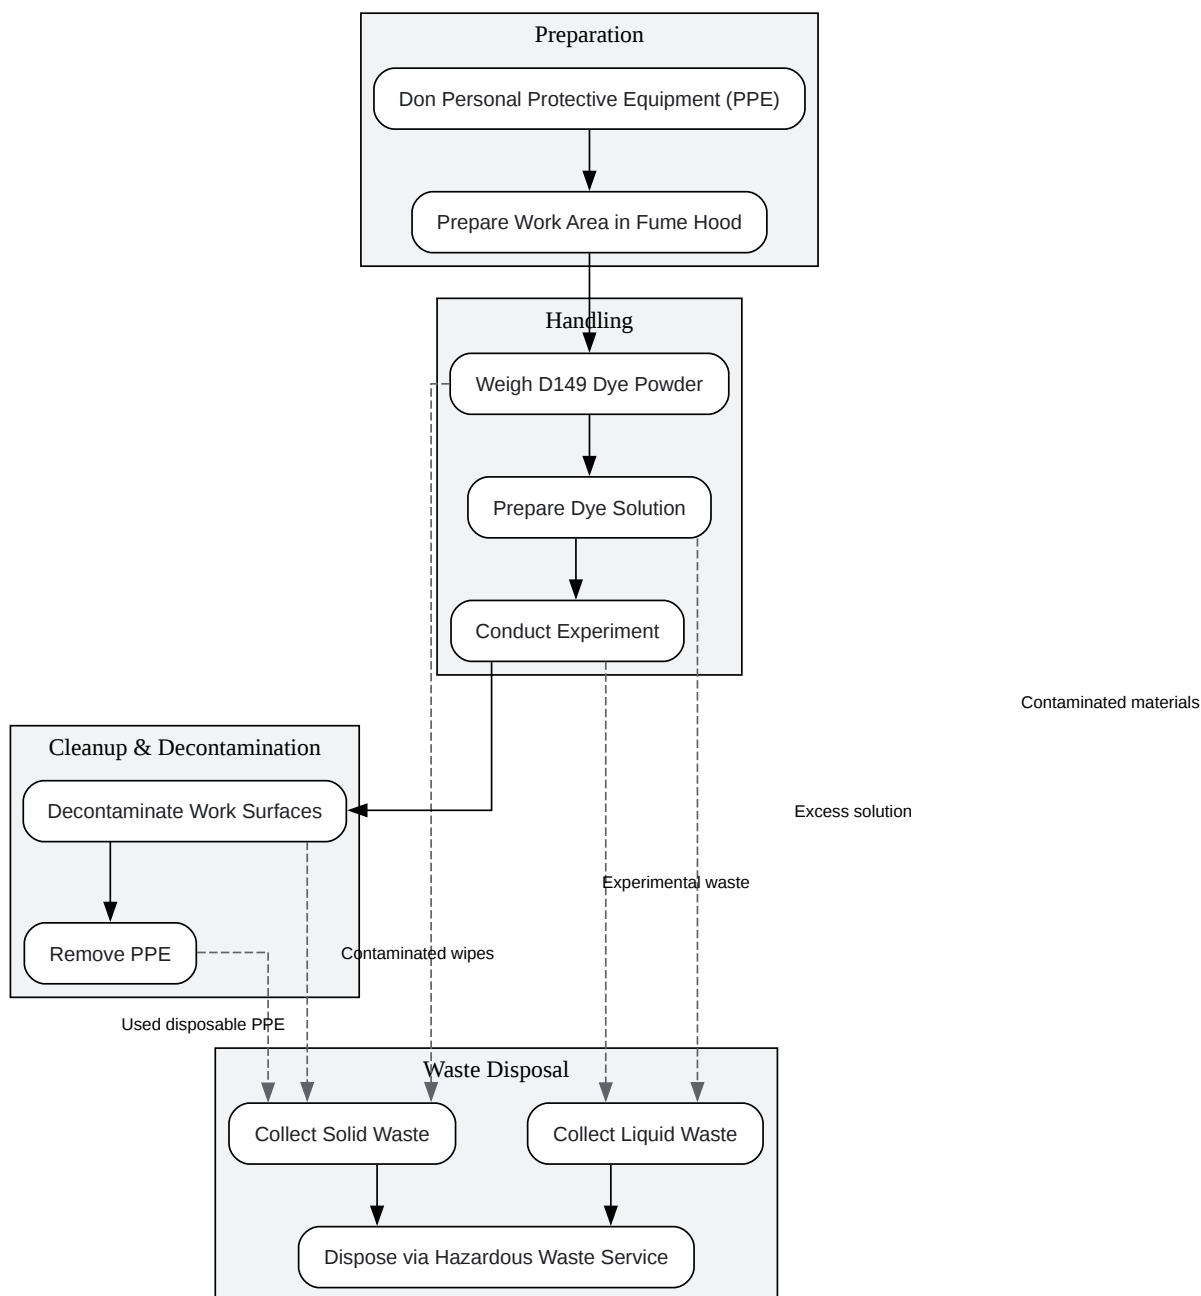 Preparation
Don Personal Protective Equipment (PPE)
Prepare Work Area in Fume Hood
Handling
Weigh D149 Dye Powder
Prepare Dye Solution
Conduct Experiment
Contaminated materials
Cleanup & Decontamination
Decontaminate Work Surfaces
Excess solution
Experimental waste
Remove PPE
Contaminated wipes
Used disposable PPE
Waste Disposal
Collect Solid Waste
Collect Liquid Waste
Dispose via Hazardous Waste Service